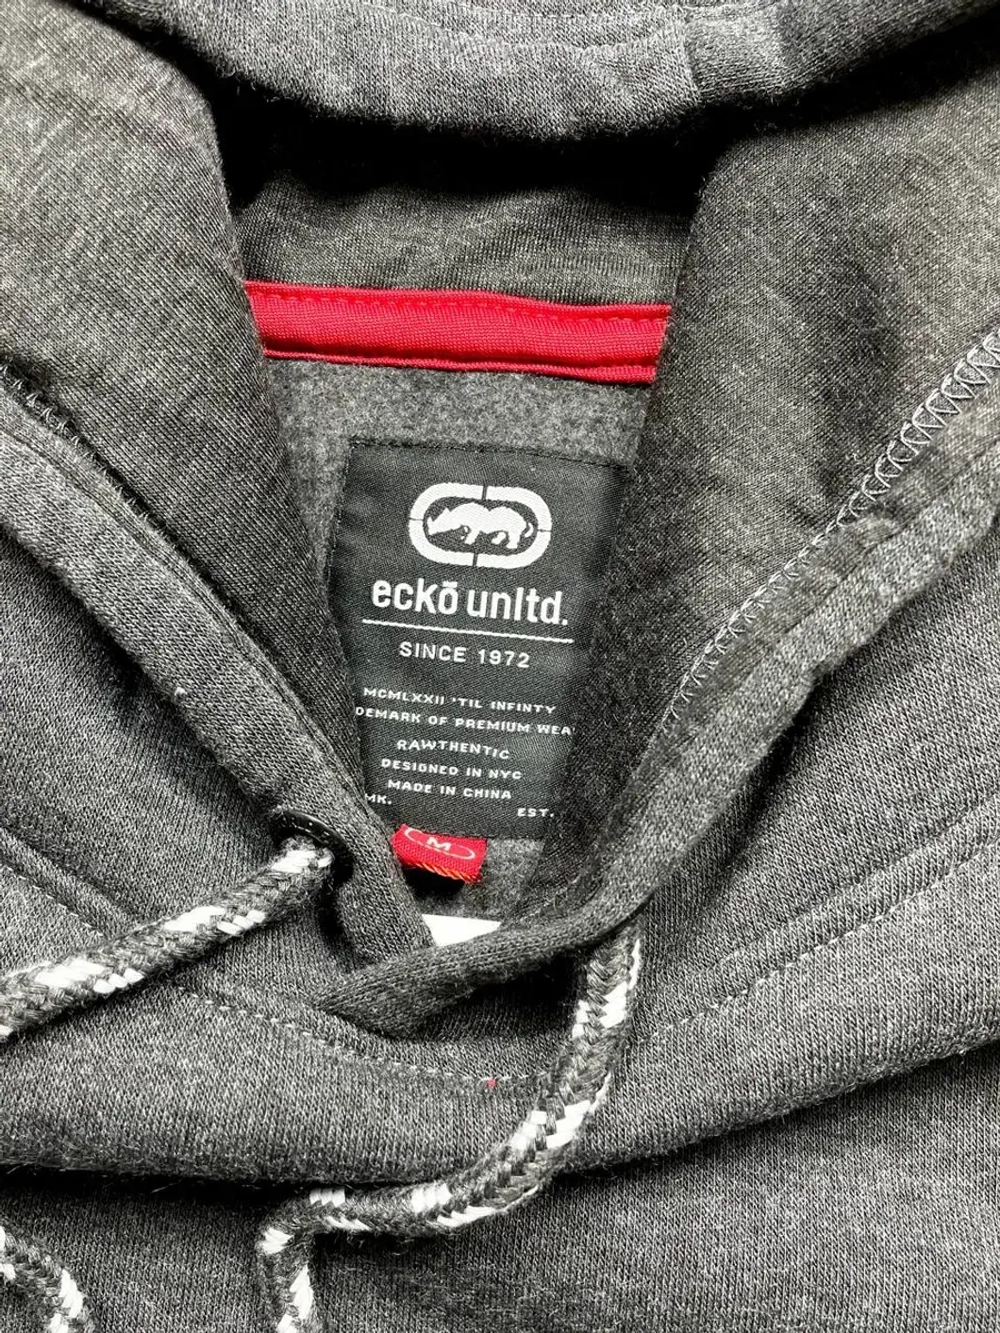 eckō unltd.
SINCE 1972
MCMLXXII 'TIL INFINTY
DEMARK OF PREMIUM WEA
RAWTHENTIC
DESIGNED IN NYC
MADE IN CHINA
MK. EST.
M